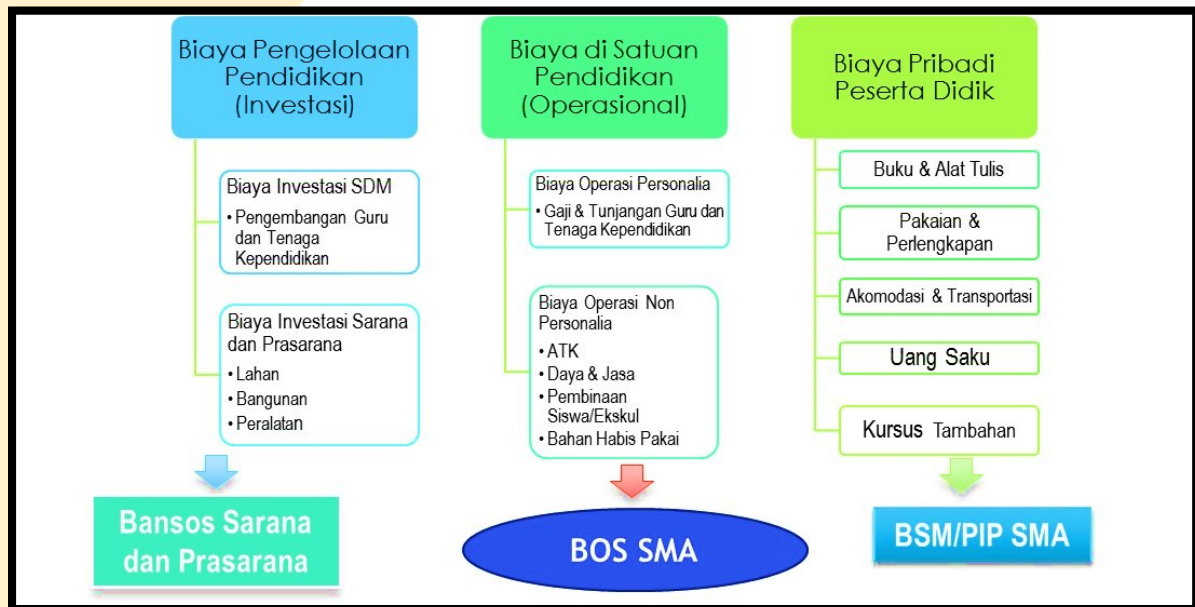 Biaya Pengelolaan
Pendidikan
(Investasi)
Biaya Investasi SDM
• Pengembangan Guru
dan Tenaga
Kependidikan
Biaya Investasi Sarana
dan Prasarana
• Lahan
• Bangunan
• Peralatan
Bansos Sarana
dan Prasarana
Biaya di Satuan
Pendidikan
(Operasional)
Biaya Operasi Personalia
• Gaji & Tunjangan Guru dan
Tenaga Kependidikan
Biaya Operasi Non
Personalia
• ATK
• Daya & Jasa
• Pembinaan
Siswa/Ekskul
• Bahan Habis Pakai
BOS SMA
Biaya Pribadi
Peserta Didik
Buku & Alat Tulis
Pakaian &
Perlengkapan
Akomodasi & Transportasi
Uang Saku
Kursus Tambahan
BSM/PIP SMA